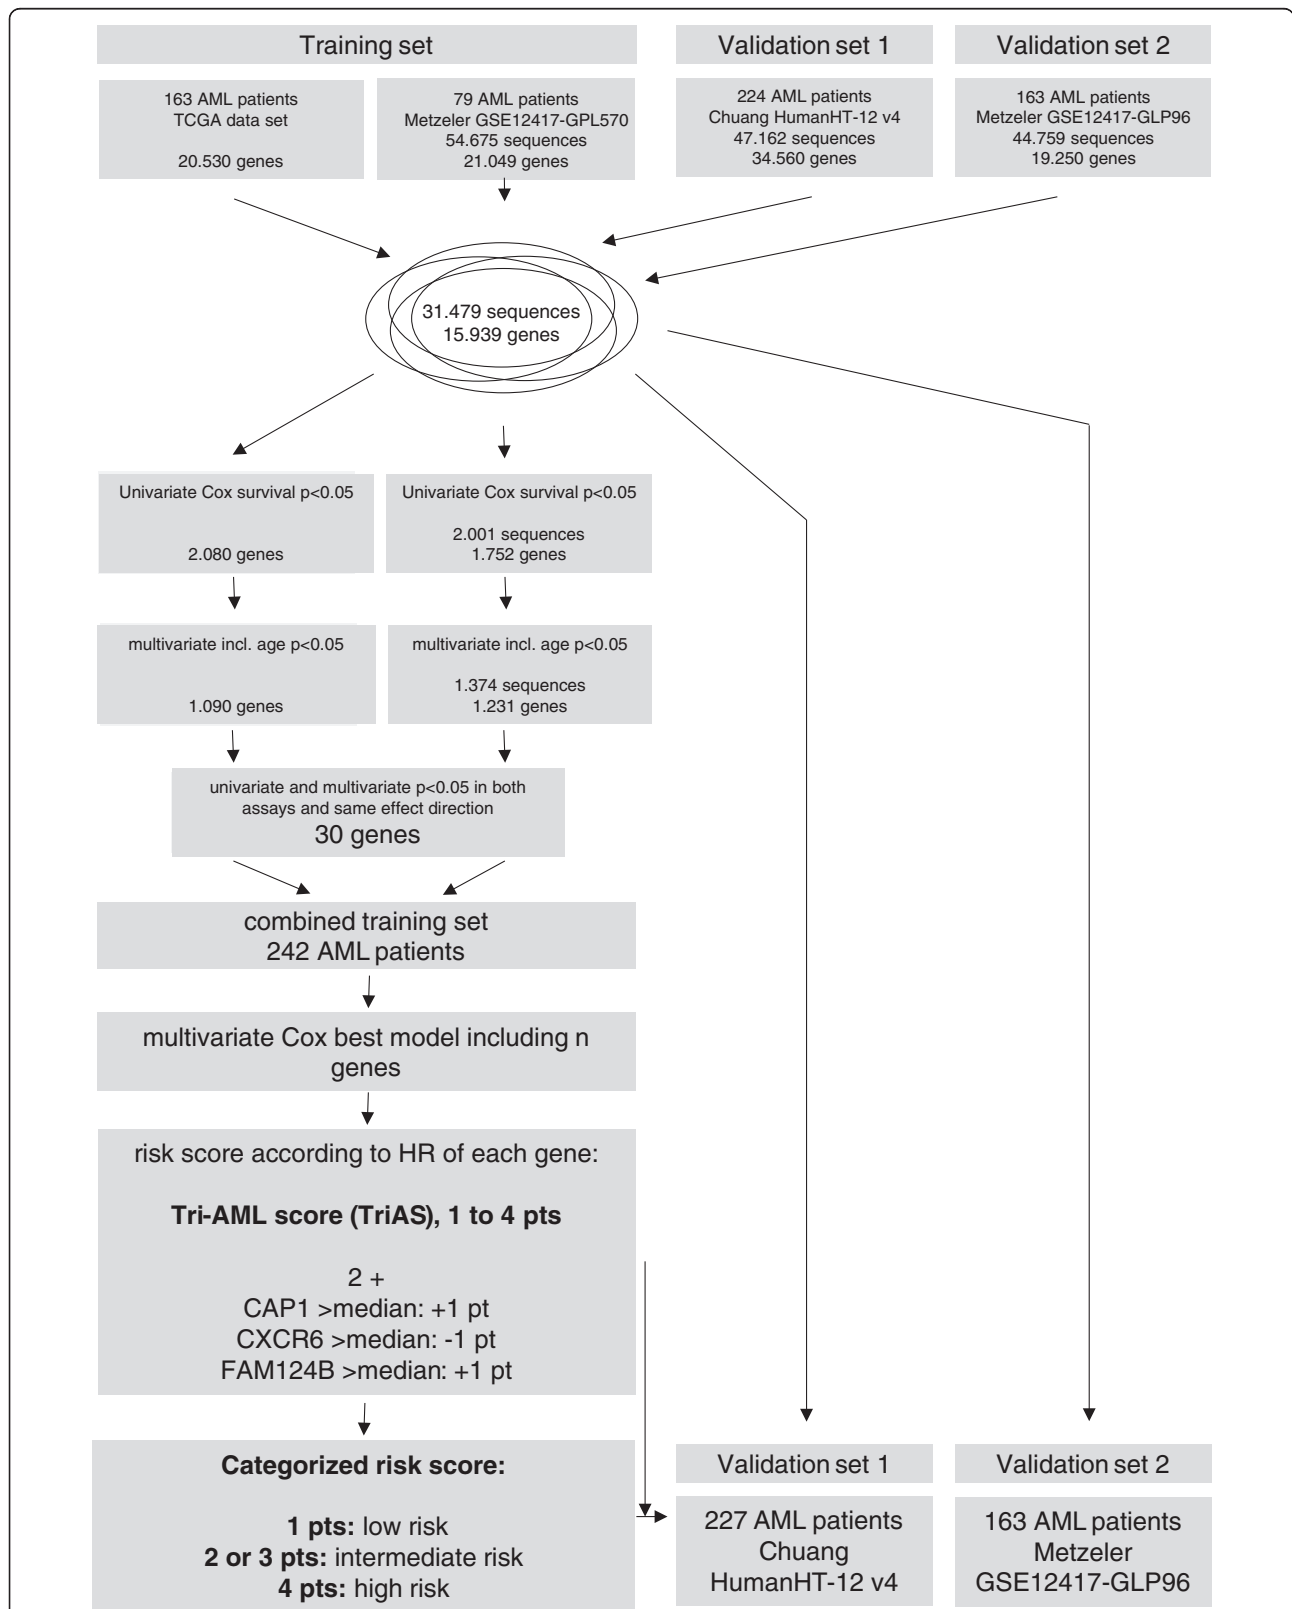 Training set
163 AML patients
TCGA data set
20.530 genes
79 AML patients
Metzeler GSE12417-GPL570
54.675 sequences
21.049 genes
Validation set 1
224 AML patients
Chuang HumanHT-12 v4
47.162 sequences
34.560 genes
Validation set 2
163 AML patients
Metzeler GSE12417-GLP96
44.759 sequences
19.250 genes
31.479 sequences
15.939 genes
Univariate Cox survival p<0.05
2.080 genes
Univariate Cox survival p<0.05
2.001 sequences
1.752 genes
multivariate incl. age p<0.05
1.090 genes
multivariate incl. age p<0.05
1.374 sequences
1.231 genes
univariate and multivariate p<0.05 in both
assays and same effect direction
30 genes
combined training set
242 AML patients
multivariate Cox best model including n
genes
risk score according to HR of each gene:
Tri-AML score (TriAS), 1 to 4 pts
2 +
CAP1 >median: +1 pt
CXCR6 >median: -1 pt
FAM124B >median: +1 pt
Categorized risk score:
1 pts: low risk
2 or 3 pts: intermediate risk
4 pts: high risk
Validation set 1
227 AML patients
Chuang
HumanHT-12 v4
Validation set 2
163 AML patients
Metzeler
GSE12417-GLP96